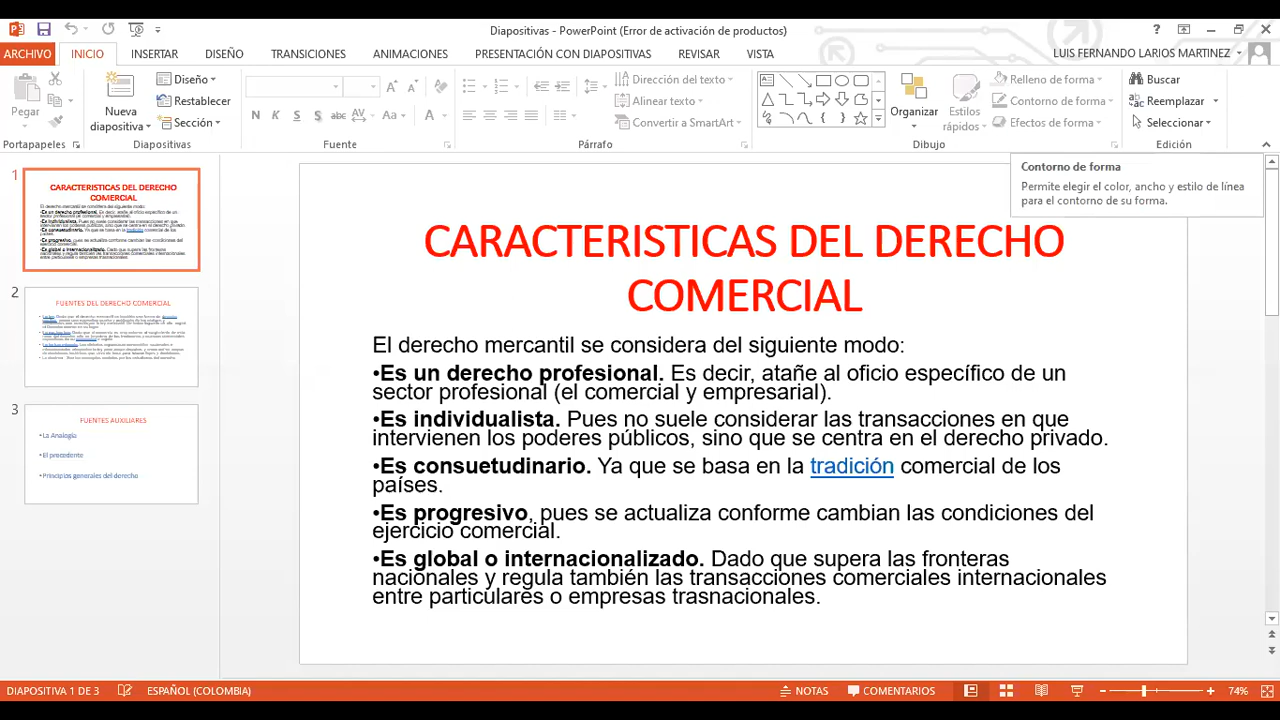 Diapositivas - PowerPoint (Error de activación de productos)
ARCHIVO INICIO INSERTAR DISEÑO TRANSICIONES ANIMACIONES PRESENTACIÓN CON DIAPOSITIVAS REVISAR VISTA LUIS FERNANDO LARIOS MARTINEZ
Pegar
Nueva diapositiva
Diseño
Restablecer
Sección
N K S S abc AV Aa A
Dirección del texto
Alinear texto
Convertir a SmartArt
Organizar
Estilos rápidos
Relleno de forma
Contorno de forma
Efectos de forma
Buscar
Reemplazar
Seleccionar
Portapapeles Diapositivas Fuente Párrafo Dibujo Edición
Contorno de forma
Permite elegir el color, ancho y estilo de línea
para el contorno de su forma.
1
CARACTERISTICAS DEL DERECHO
COMERCIAL
2
FUENTES DEL DERECHO COMERCIAL
3
FUENTES AUXILIARES
•La Analogía
•El precedente
•Principios generales del derecho
CARACTERISTICAS DEL DERECHO
COMERCIAL
El derecho mercantil se considera del siguiente modo:
•Es un derecho profesional. Es decir, atañe al oficio específico de un
sector profesional (el comercial y empresarial).
•Es individualista. Pues no suele considerar las transacciones en que
intervienen los poderes públicos, sino que se centra en el derecho privado.
•Es consuetudinario. Ya que se basa en la tradición comercial de los
países.
•Es progresivo, pues se actualiza conforme cambian las condiciones del
ejercicio comercial.
•Es global o internacionalizado. Dado que supera las fronteras
nacionales y regula también las transacciones comerciales internacionales
entre particulares o empresas trasnacionales.
DIAPOSITIVA 1 DE 3 ESPAÑOL (COLOMBIA) NOTAS COMENTARIOS 74%